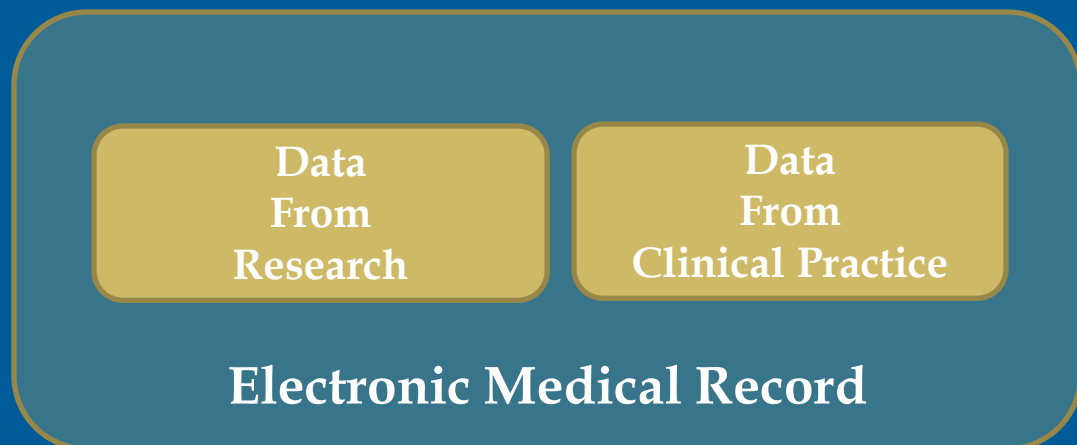 Data
From
Research
Data
From
Clinical Practice
Electronic Medical Record